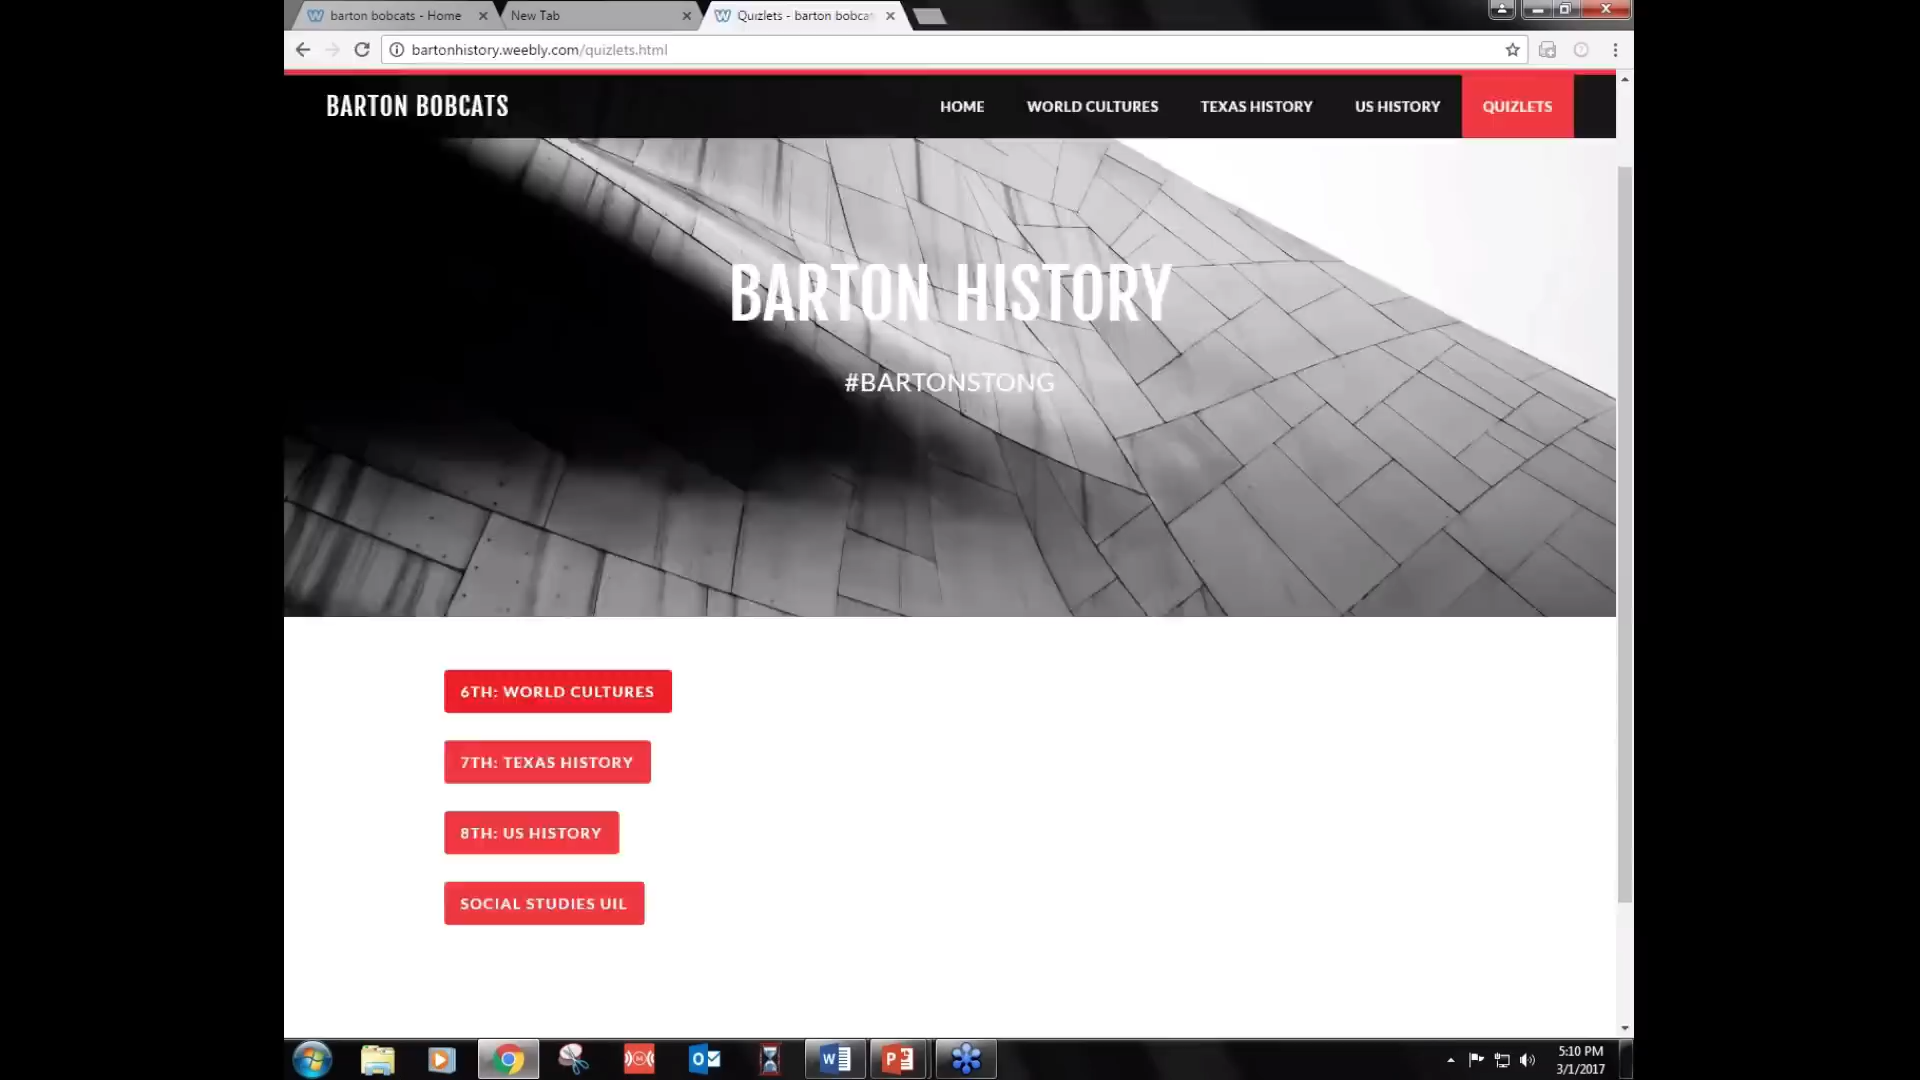 barton bobcats - Home
New Tab
Quizlets - barton bobcat
bartonhistory.weebly.com/quizlets.html
BARTON BOBCATS
HOME
WORLD CULTURES
TEXAS HISTORY
US HISTORY
QUIZLETS
BARTON HISTORY
#BARTONSTONG
6TH: WORLD CULTURES
7TH: TEXAS HISTORY
8TH: US HISTORY
SOCIAL STUDIES UIL
5:10 PM
3/1/2017